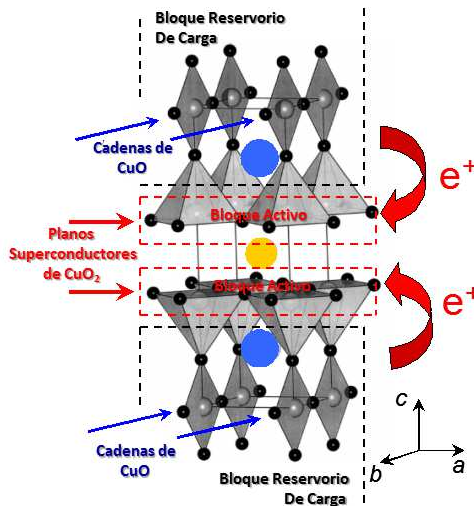 Bloque Reservorio
De Carga
Cadenas de
CuO
e⁺
Bloque Activo
Planos
Superconductores
de CuO₂
Bloque Activo
e⁺
Cadenas de
CuO
c
b
a
Bloque Reservorio
De Carga